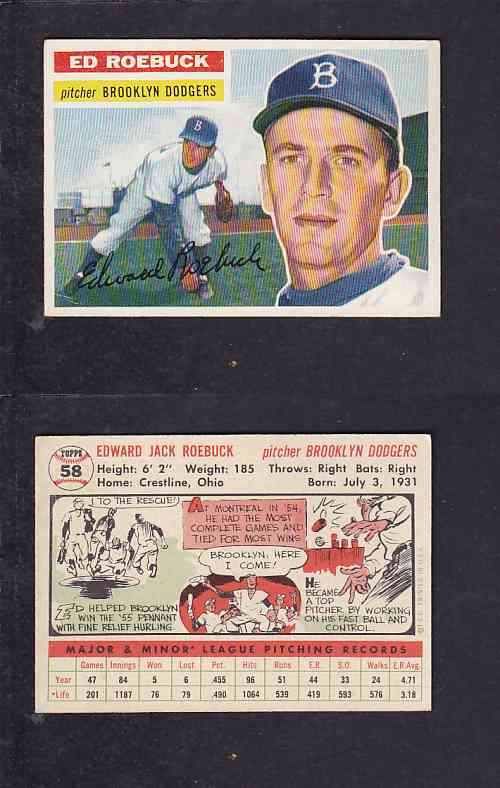 ED ROEBUCK
pitcher BROOKLYN DODGERS
B
B
Edward Roebuck
TOPPS
58
EDWARD JACK ROEBUCK pitcher BROOKLYN DODGERS
Height: 6' 2" Weight: 185 Throws: Right Bats: Right
Home: Crestline, Ohio Born: July 3, 1931
TO THE RESCUE!
ED HELPED BROOKLYN
WIN THE '55 PENNANT
WITH FINE RELIEF HURLING.
AT MONTREAL IN '54,
HE HAD THE MOST
COMPLETE GAMES AND
TIED FOR MOST WINS
BROOKLYN, HERE
I COME!
HE
BECAME
A TOP
PITCHER BY WORKING
ON HIS FAST BALL AND
CONTROL.
MAJOR & MINOR LEAGUE PITCHING RECORDS
Games Innings Won Lost Pct. Hits Runs E.R. S.O. Walks E.R.Avg.
Year 47 84 5 6 .455 96 51 44 33 24 4.71
*Life 201 1187 76 79 .490 1064 539 419 593 576 3.18